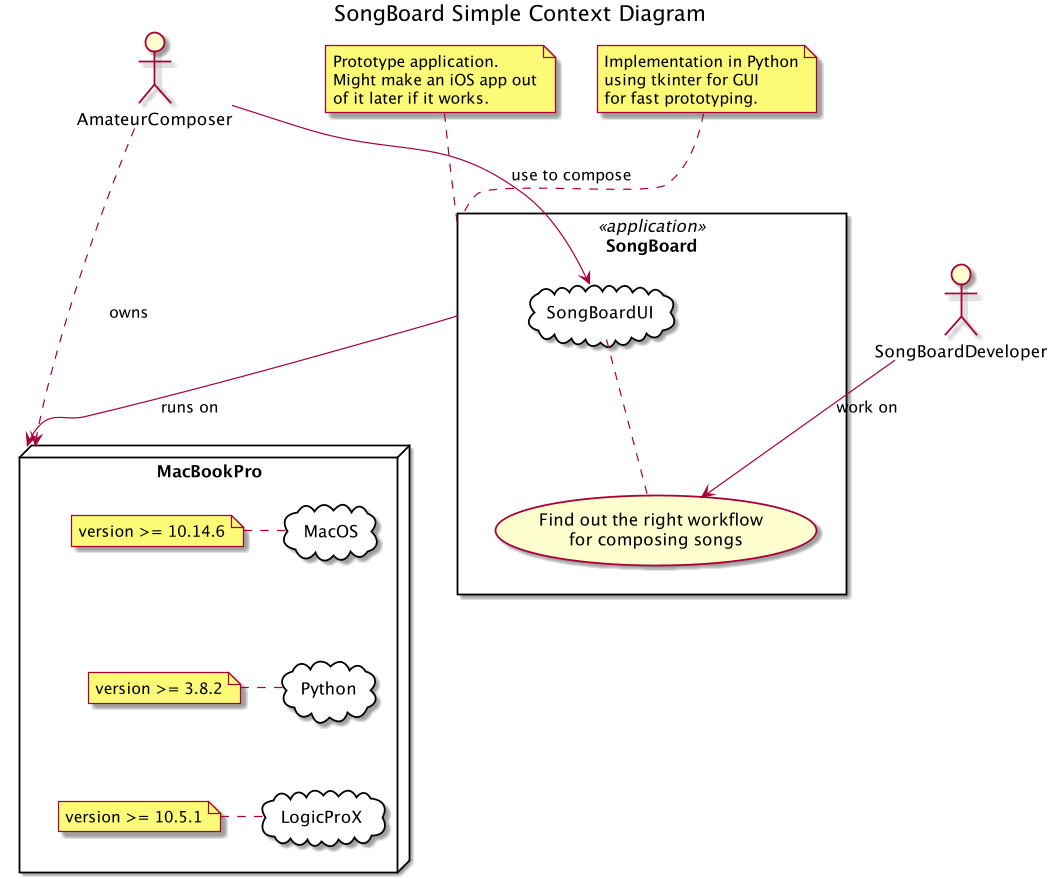 SongBoard Simple Context Diagram
Prototype application.
Might make an iOS app out
of it later if it works.
Implementation in Python
using tkinter for GUI
for fast prototyping.
AmateurComposer
use to compose
«application»
SongBoard
SongBoardUI
owns
SongBoardDeveloper
runs on
work on
MacBookPro
Find out the right workflow
for composing songs
version >= 10.14.6
MacOS
version >= 3.8.2
Python
version >= 10.5.1
LogicProX